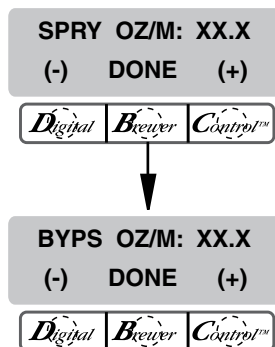 SPRY OZ/M: XX.X
(-) DONE (+)
Digital Brewer Control™
BYPS OZ/M: XX.X
(-) DONE (+)
Digital Brewer Control™